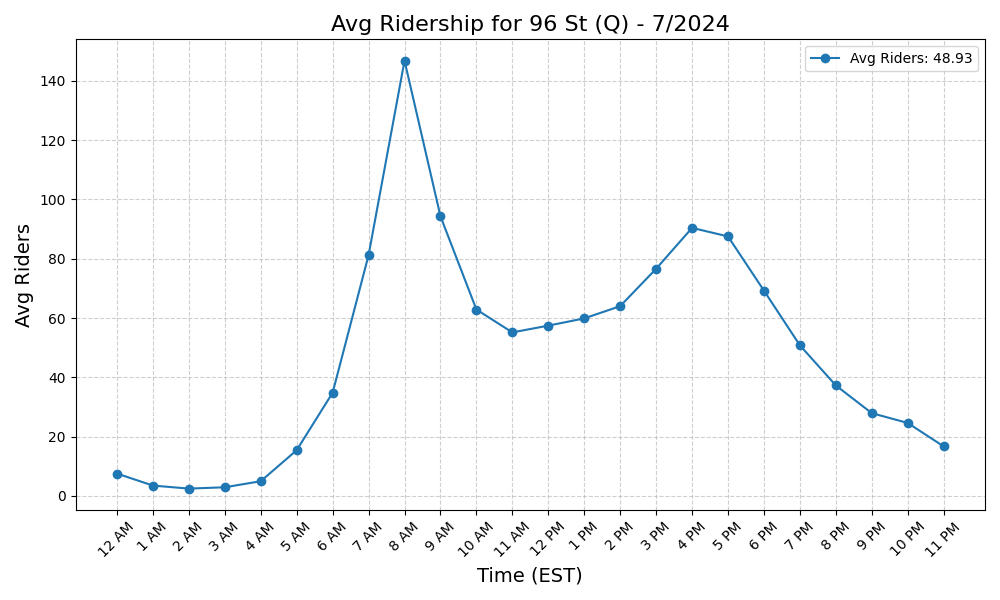 Avg Ridership for 96 St (Q) - 7/2024
Avg Riders: 48.93
Avg Riders
140
120
100
80
60
40
20
0
12 AM
1 AM
2 AM
3 AM
4 AM
5 AM
6 AM
7 AM
8 AM
9 AM
10 AM
11 AM
12 PM
1 PM
2 PM
3 PM
4 PM
5 PM
6 PM
7 PM
8 PM
9 PM
10 PM
11 PM
Time (EST)